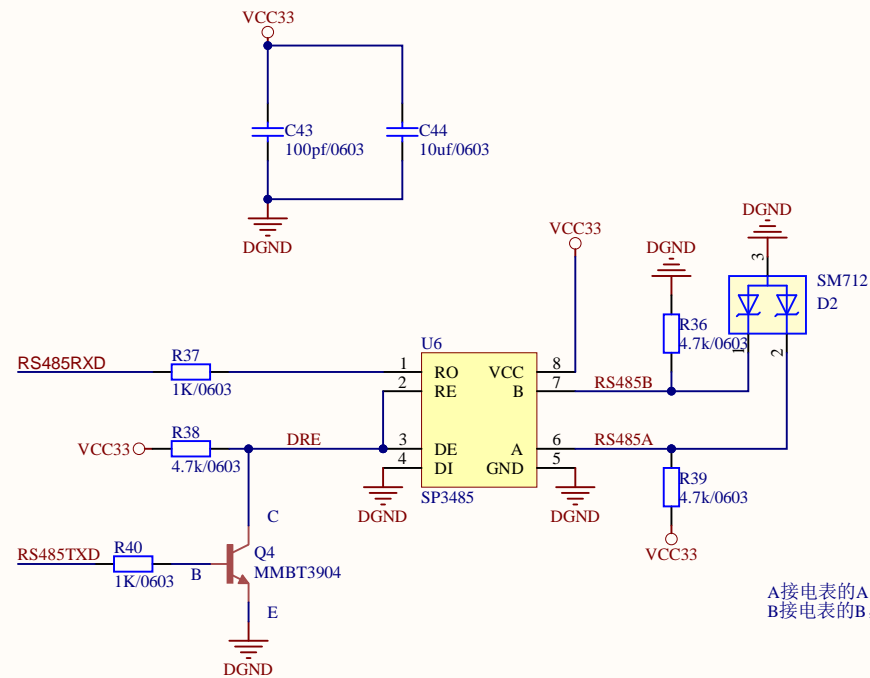 VCC33
C43
100pf/0603
C44
10uf/0603
DGND
DGND
VCC33
DGND
3
SM712
D2
R36
4.7k/0603
1
2
U6
RS485RXD
R37
1K/0603
1
RO
VCC
8
2
RE
B
7
RS485B
VCC33
R38
4.7k/0603
DRE
3
DE
A
6
RS485A
4
DI
GND
5
SP3485
DGND
DGND
R39
4.7k/0603
VCC33
C
RS485TXD
R40
1K/0603
B
Q4
MMBT3904
E
DGND
A接电表的A
B接电表的B